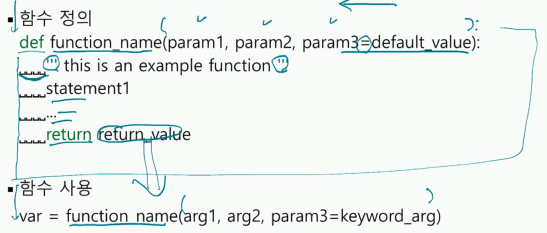 ▪ 함수 정의
def function_name(param1, param2, param3=default_value):
this is an example function
statement1
...
return return_value
▪ 함수 사용
var = function_name(arg1, arg2, param3=keyword_arg)